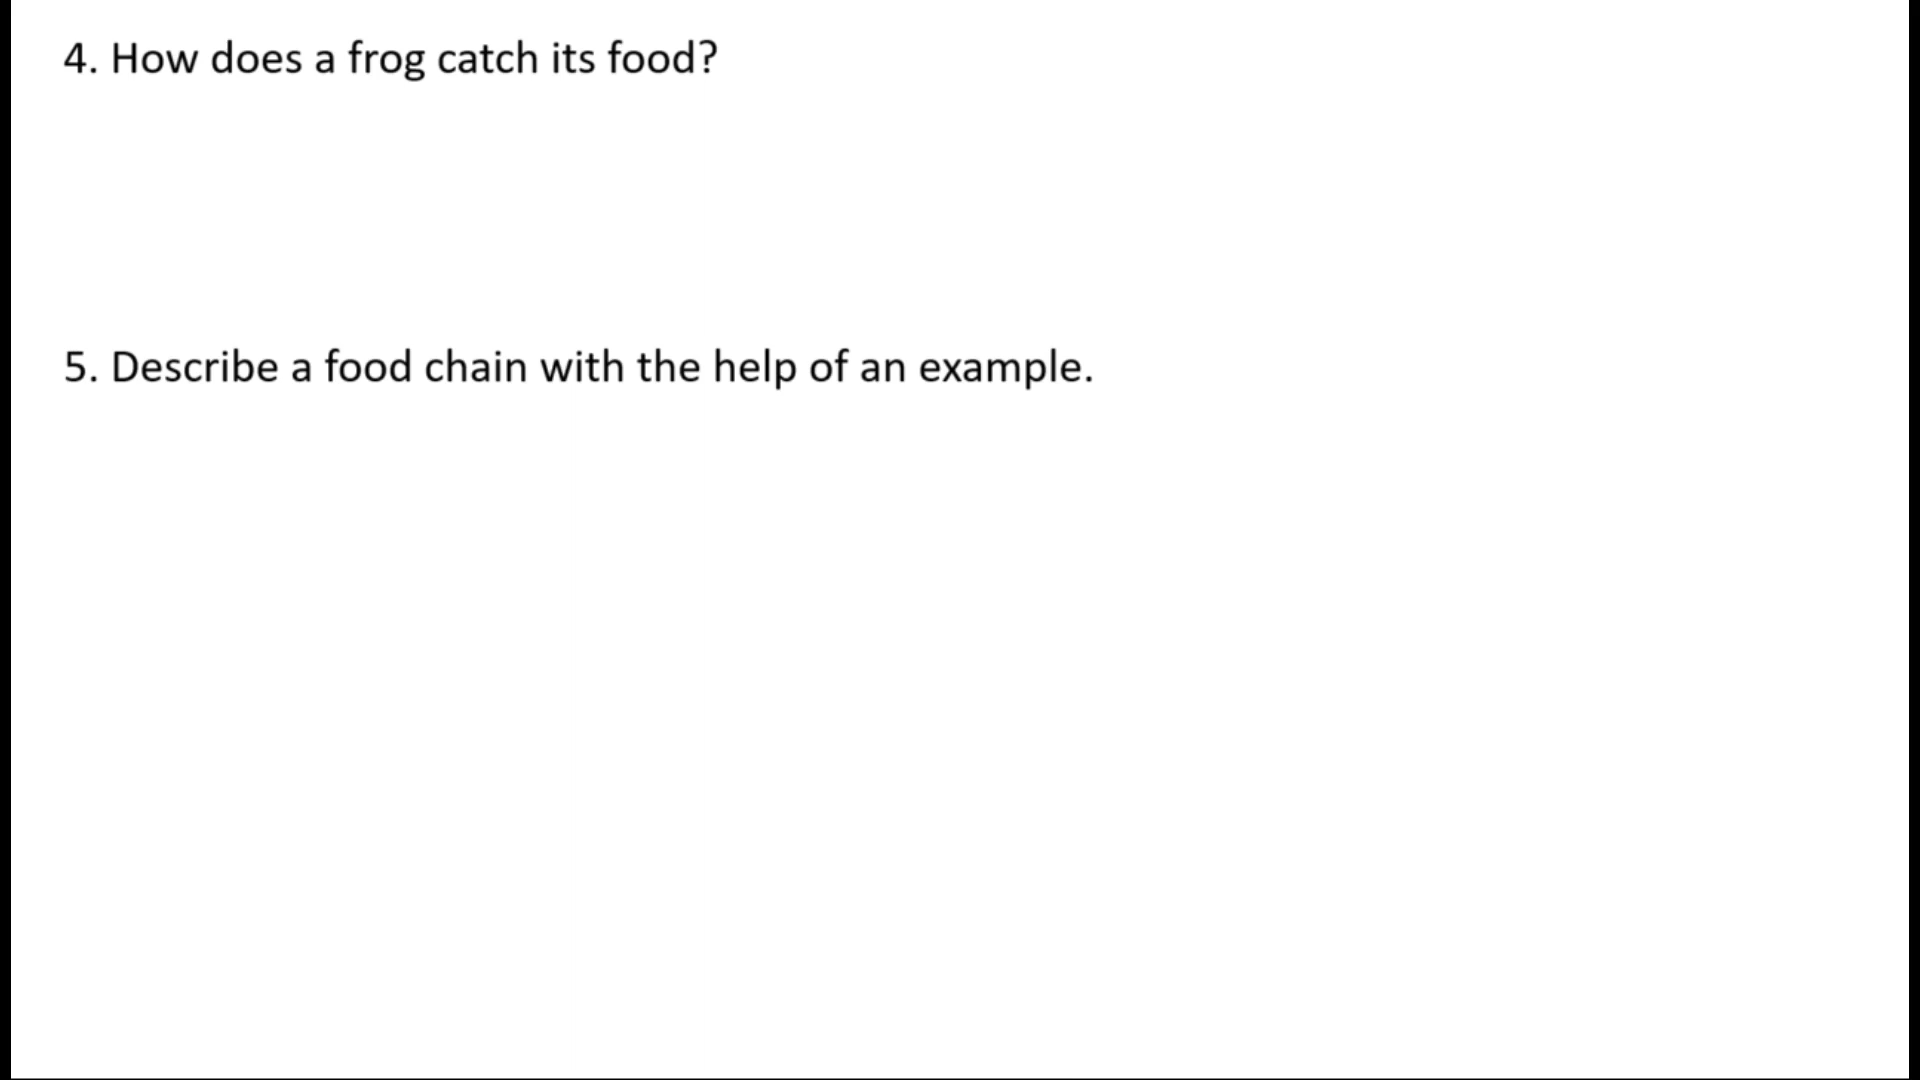 4. How does a frog catch its food?
5. Describe a food chain with the help of an example.